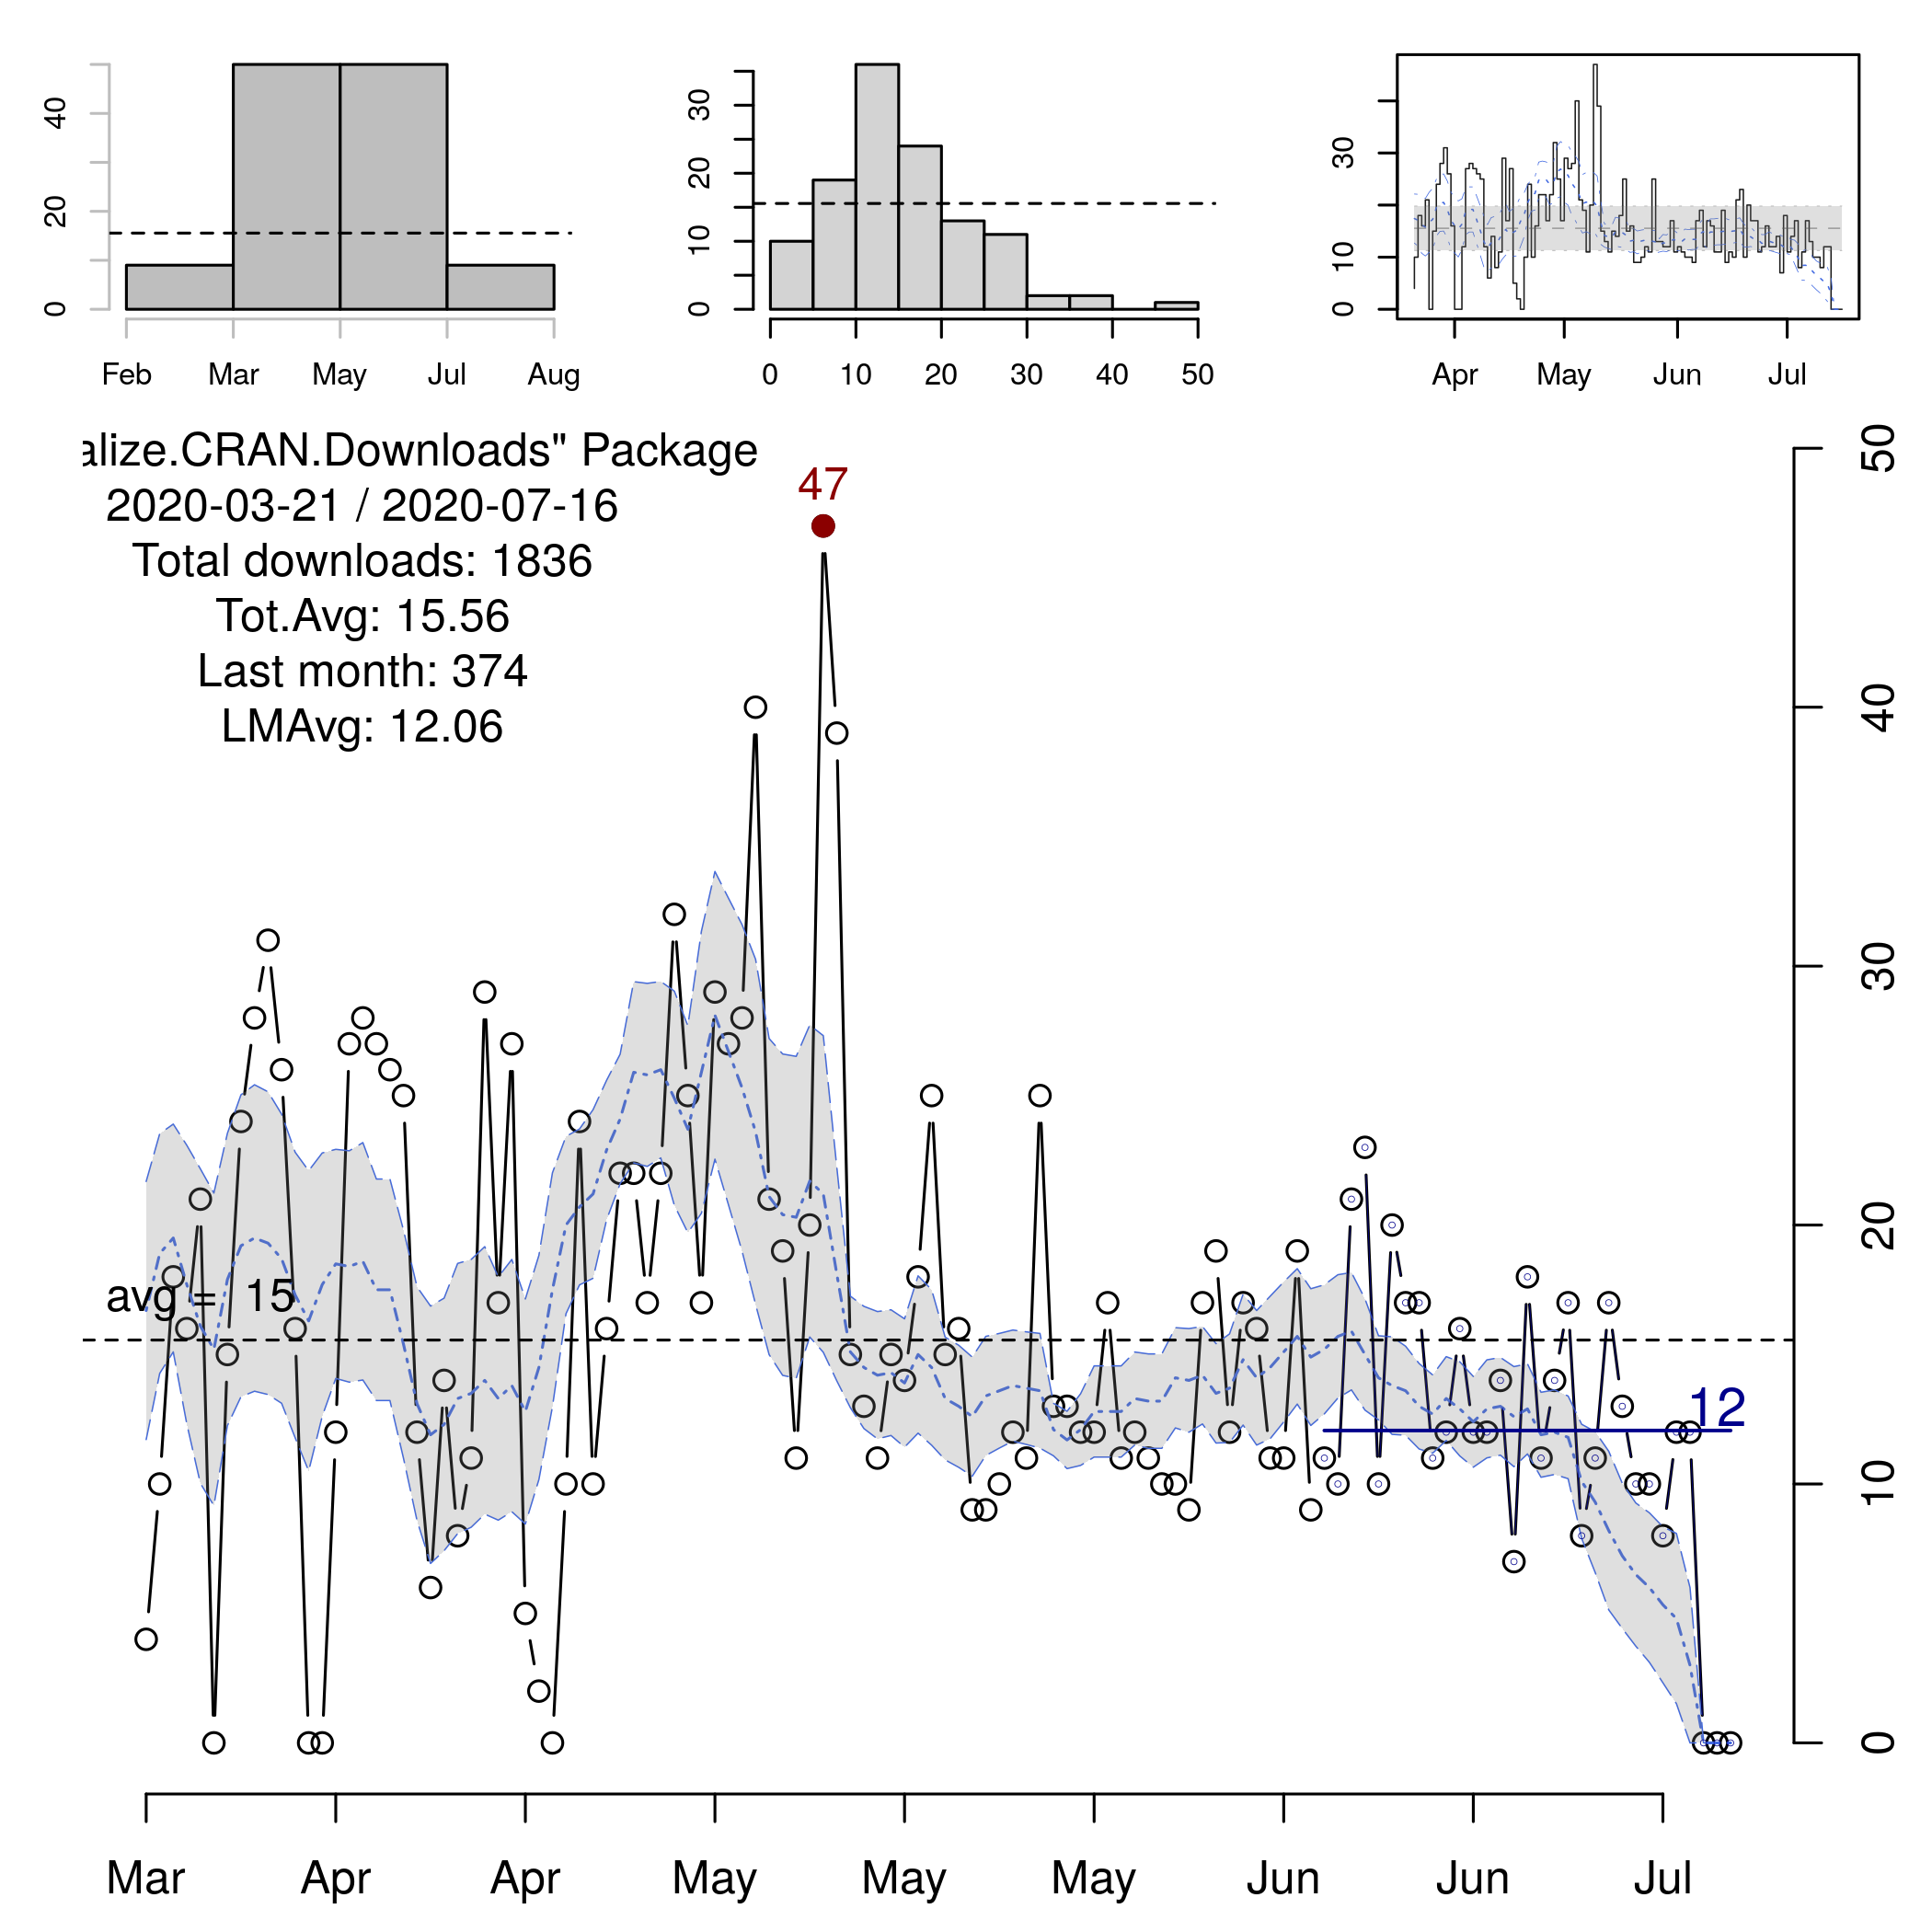 40
20
0
Feb Mar May Jul Aug
30
20
10
0
0 10 20 30 40 50
30
10
0
Apr May Jun Jul
alize.CRAN.Downloads" Package
2020-03-21 / 2020-07-16
Total downloads: 1836
Tot.Avg: 15.56
Last month: 374
LMAvg: 12.06
47
avg = 15
12
50
40
30
20
10
0
Mar Apr Apr May May May Jun Jun Jul